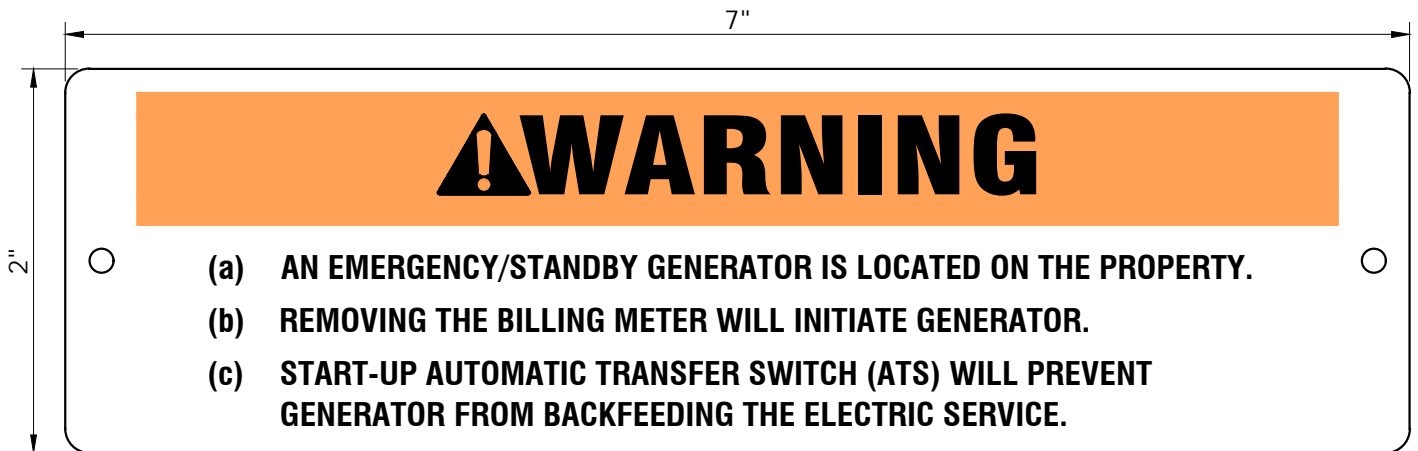 7"
WARNING
2"
(a) AN EMERGENCY/STANDBY GENERATOR IS LOCATED ON THE PROPERTY.
(b) REMOVING THE BILLING METER WILL INITIATE GENERATOR.
(c) START-UP AUTOMATIC TRANSFER SWITCH (ATS) WILL PREVENT
GENERATOR FROM BACKFEEDING THE ELECTRIC SERVICE.